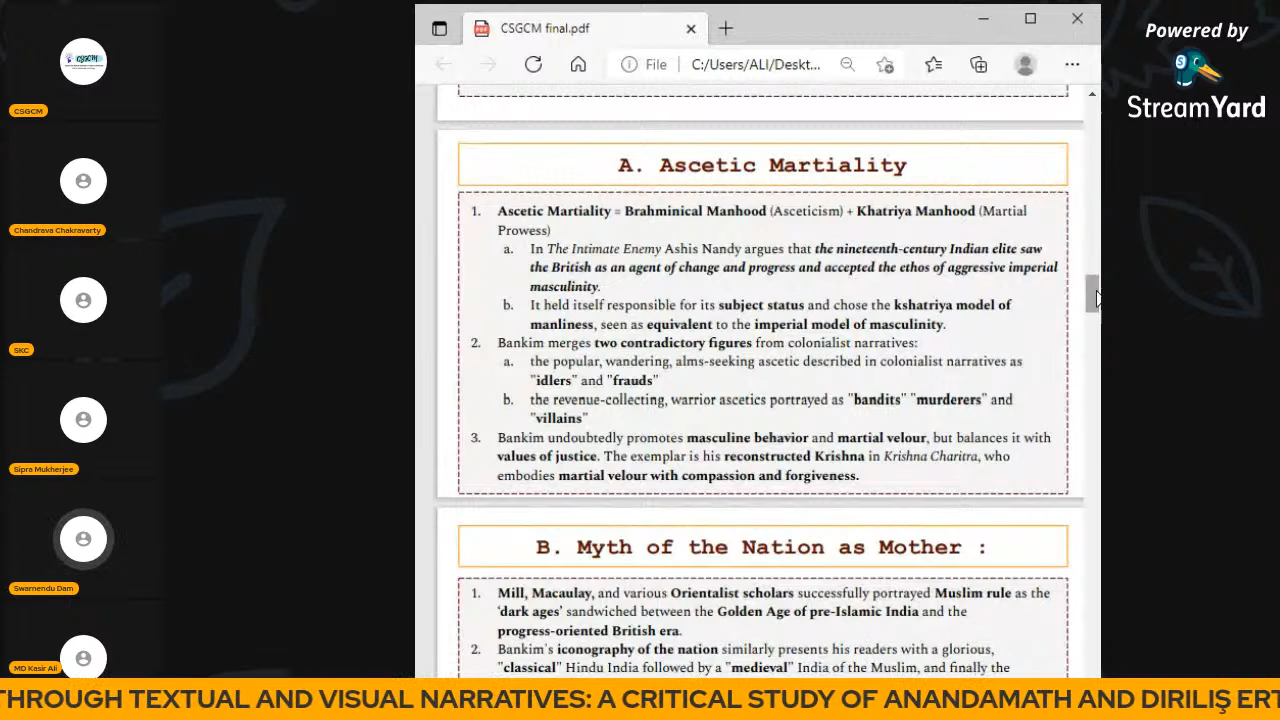 CSGCM final.pdf
File
C:/Users/ALI/Deskt...
Powered by
StreamYard
CSGCM
CSGCM
Chandrava Chakravarty
SKC
Sipra Mukherjee
Swarnendu Dam
MD Kasir Ali
A. Ascetic Martiality
1. Ascetic Martiality = Brahminical Manhood (Asceticism) + Khatriya Manhood (Martial
Prowess)
a. In The Intimate Enemy Ashis Nandy argues that the nineteenth-century Indian elite saw
the British as an agent of change and progress and accepted the ethos of aggressive imperial
masculinity.
b. It held itself responsible for its subject status and chose the kshatriya model of
manliness, seen as equivalent to the imperial model of masculinity.
2. Bankim merges two contradictory figures from colonialist narratives:
a. the popular, wandering, alms-seeking ascetic described in colonialist narratives as
"idlers" and "frauds"
b. the revenue-collecting, warrior ascetics portrayed as "bandits" "murderers" and
"villains"
3. Bankim undoubtedly promotes masculine behavior and martial velour, but balances it with
values of justice. The exemplar is his reconstructed Krishna in Krishna Charitra, who
embodies martial velour with compassion and forgiveness.
B. Myth of the Nation as Mother :
1. Mill, Macaulay, and various Orientalist scholars successfully portrayed Muslim rule as the
'dark ages' sandwiched between the Golden Age of pre-Islamic India and the
progress-oriented British era.
2. Bankim's iconography of the nation similarly presents his readers with a glorious,
"classical" Hindu India followed by a "medieval" India of the Muslim, and finally the
THROUGH TEXTUAL AND VISUAL NARRATIVES: A CRITICAL STUDY OF ANANDAMATH AND DIRILIŞ ERT